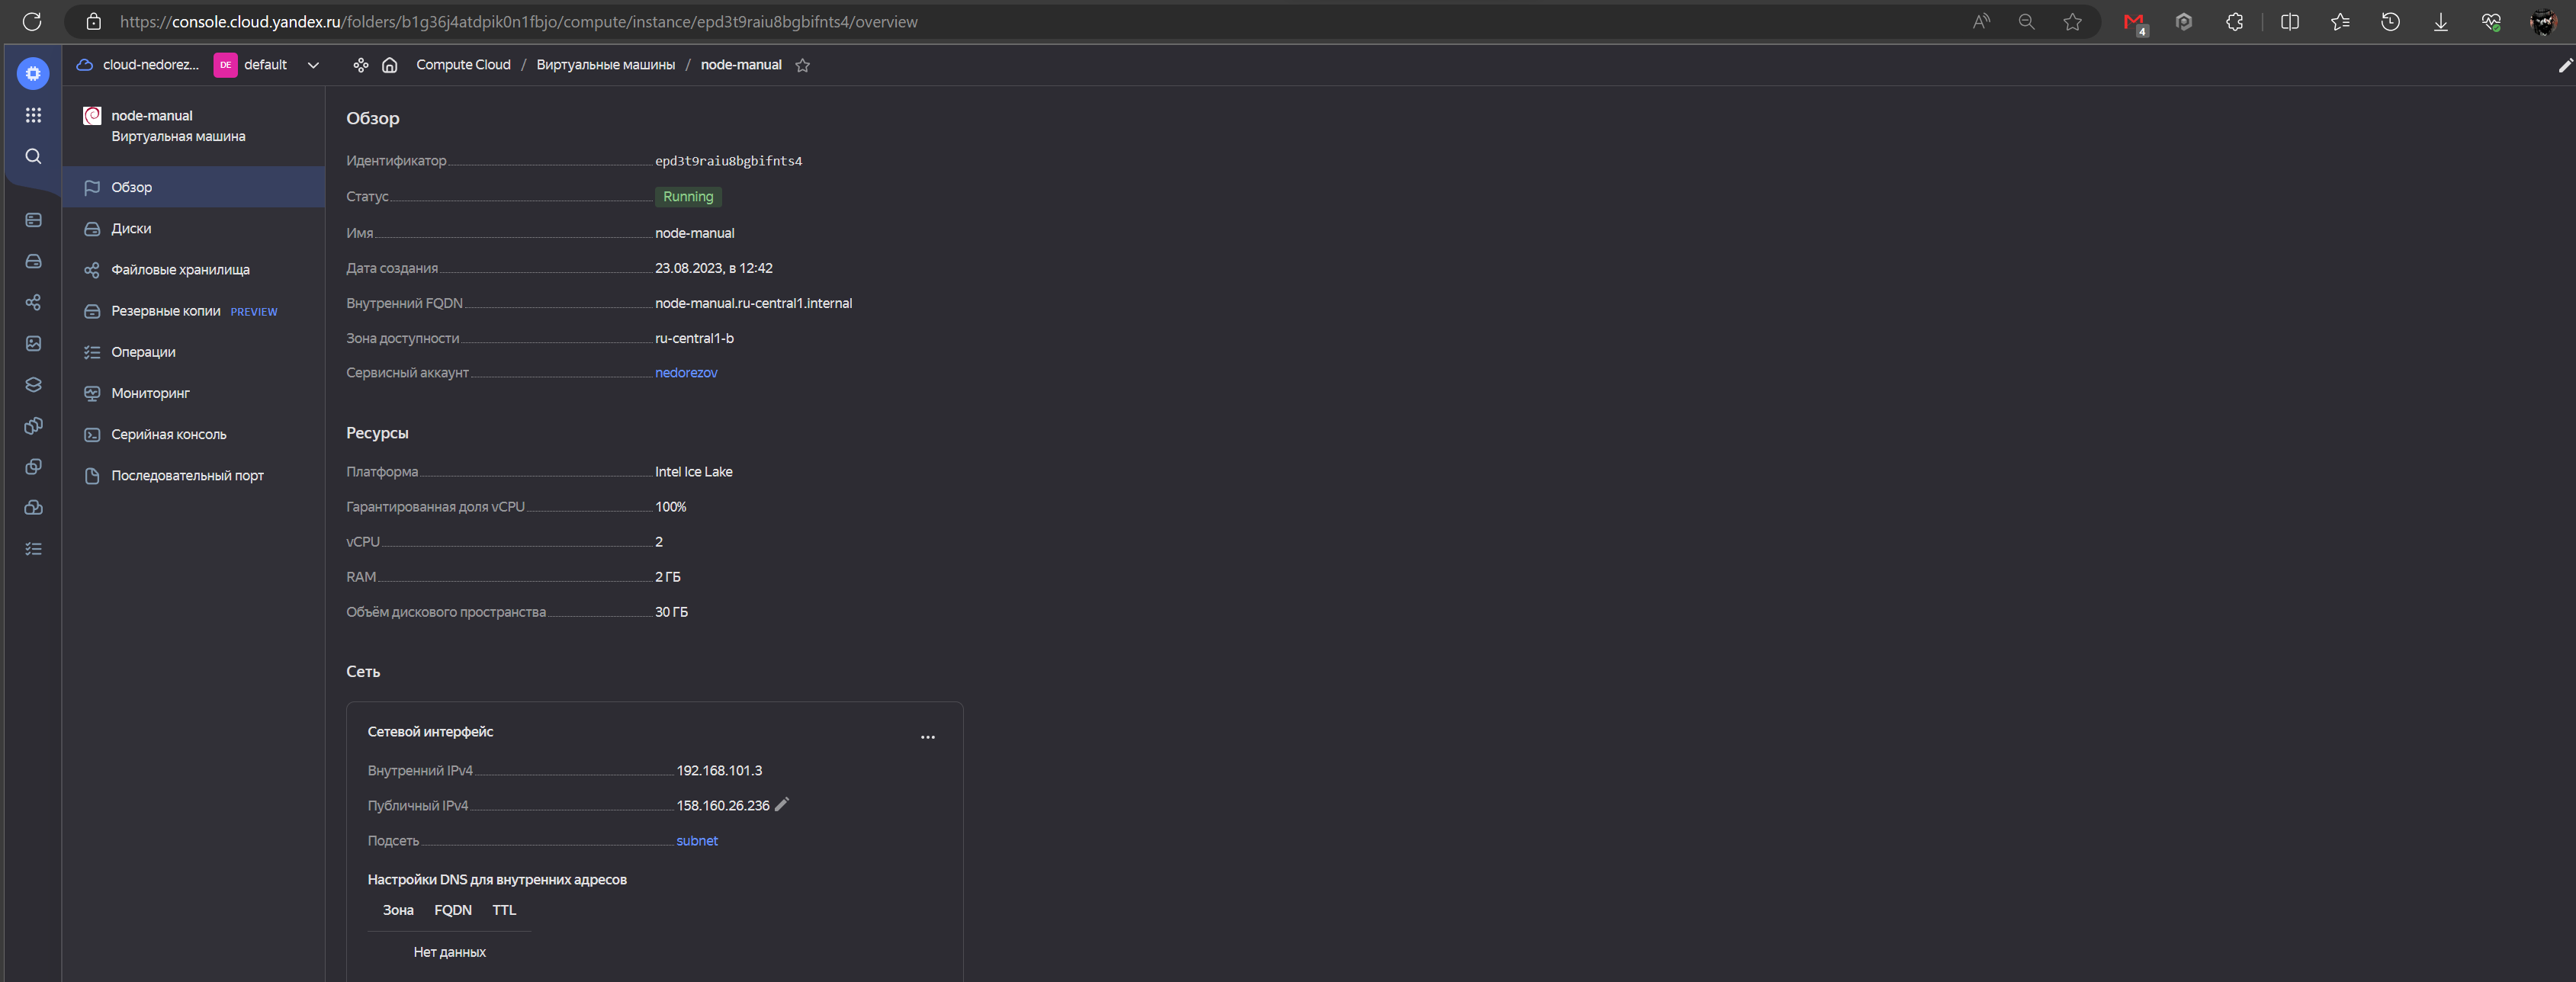 https://console.cloud.yandex.ru/folders/b1g36j4atdpik0n1fbjo/compute/instance/epd3t9raiu8bgbifnts4/overview
4
cloud-nedorez... DE default Compute Cloud / Виртуальные машины / node-manual
node-manual
Виртуальная машина
Обзор
Диски
Файловые хранилища
Резервные копии PREVIEW
Операции
Мониторинг
Серийная консоль
Последовательный порт
Обзор
Идентификатор epd3t9raiu8bgbifnts4
Статус Running
Имя node-manual
Дата создания 23.08.2023, в 12:42
Внутренний FQDN node-manual.ru-central1.internal
Зона доступности ru-central1-b
Сервисный аккаунт nedorezov
Ресурсы
Платформа Intel Ice Lake
Гарантированная доля vCPU 100%
vCPU 2
RAM 2 ГБ
Объём дискового пространства 30 ГБ
Сеть
Сетевой интерфейс
Внутренний IPv4 192.168.101.3
Публичный IPv4 158.160.26.236
Подсеть subnet
Настройки DNS для внутренних адресов
Зона FQDN TTL
Нет данных